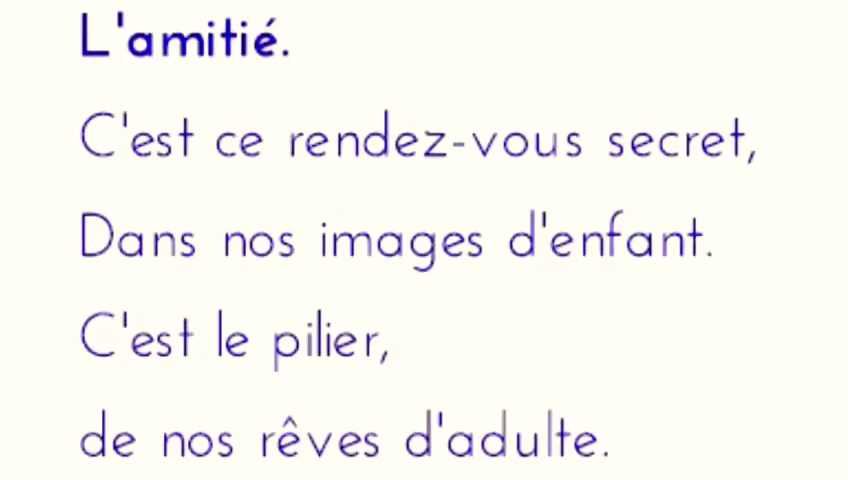 L'amitié.
C'est ce rendez-vous secret,
Dans nos images d'enfant.
C'est le pilier,
de nos rêves d'adulte.